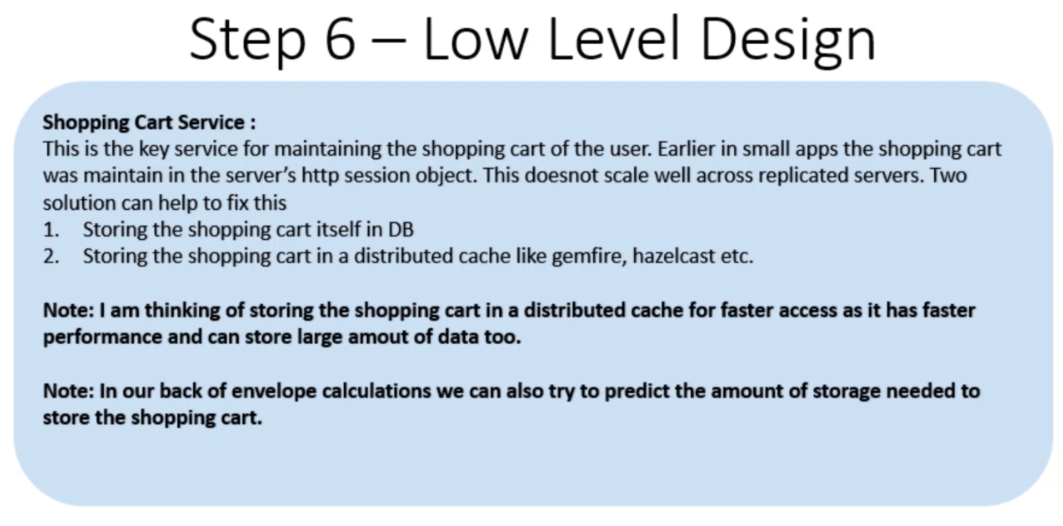 Step 6 – Low Level Design
Shopping Cart Service :
This is the key service for maintaining the shopping cart of the user. Earlier in small apps the shopping cart
was maintain in the server's http session object. This doesnot scale well across replicated servers. Two
solution can help to fix this
1. Storing the shopping cart itself in DB
2. Storing the shopping cart in a distributed cache like gemfire, hazelcast etc.
Note: I am thinking of storing the shopping cart in a distributed cache for faster access as it has faster
performance and can store large amout of data too.
Note: In our back of envelope calculations we can also try to predict the amount of storage needed to
store the shopping cart.